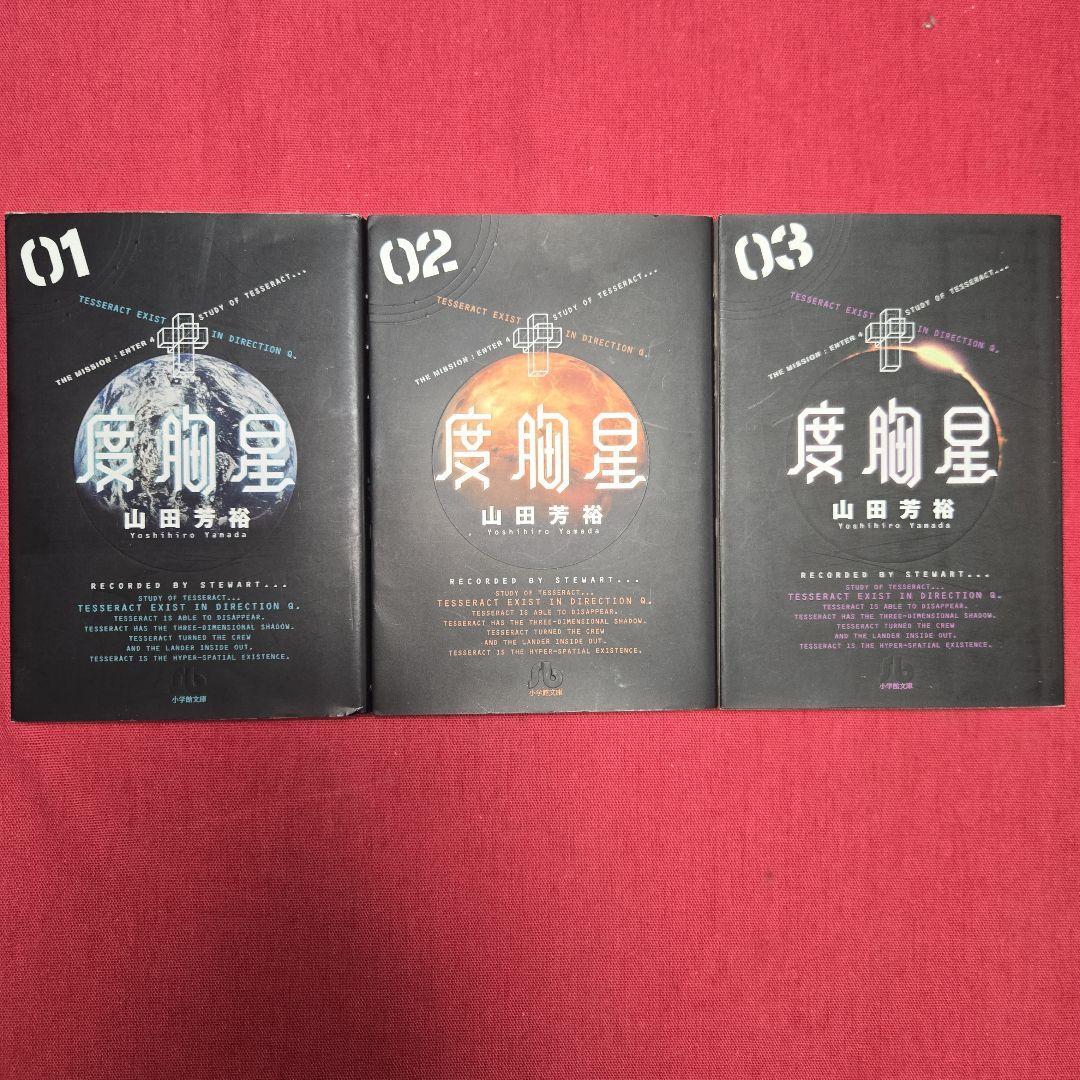 01
STUDY OF TESSERACT...
TESSERACT EXIST
IN DIRECTION Q.
THE MISSION : ENTER 4
度胸星
山田芳裕
Yoshihiro Yamada
RECORDED BY STEWART...
STUDY OF TESSERACT...
TESSERACT EXIST IN DIRECTION Q.
TESSERACT IS ABLE TO DISAPPEAR.
TESSERACT HAS THE THREE-DIMENSIONAL SHADOW.
TESSERACT TURNED THE CREW
AND THE LANDER INSIDE OUT.
TESSERACT IS THE HYPER-SPATIAL EXISTENCE.
小学館文庫
02
STUDY OF TESSERACT...
TESSERACT EXIST
IN DIRECTION Q.
THE MISSION : ENTER 4
度胸星
山田芳裕
Yoshihiro Yamada
RECORDED BY STEWART...
STUDY OF TESSERACT...
TESSERACT EXIST IN DIRECTION Q.
TESSERACT IS ABLE TO DISAPPEAR.
TESSERACT HAS THE THREE-DIMENSIONAL SHADOW.
TESSERACT TURNED THE CREW
AND THE LANDER INSIDE OUT.
TESSERACT IS THE HYPER-SPATIAL EXISTENCE.
小学館文庫
03
STUDY OF TESSERACT...
TESSERACT EXIST
IN DIRECTION Q.
THE MISSION : ENTER 4
度胸星
山田芳裕
Yoshihiro Yamada
RECORDED BY STEWART...
STUDY OF TESSERACT...
TESSERACT EXIST IN DIRECTION Q.
TESSERACT IS ABLE TO DISAPPEAR.
TESSERACT HAS THE THREE-DIMENSIONAL SHADOW.
TESSERACT TURNED THE CREW
AND THE LANDER INSIDE OUT.
TESSERACT IS THE HYPER-SPATIAL EXISTENCE.
小学館文庫